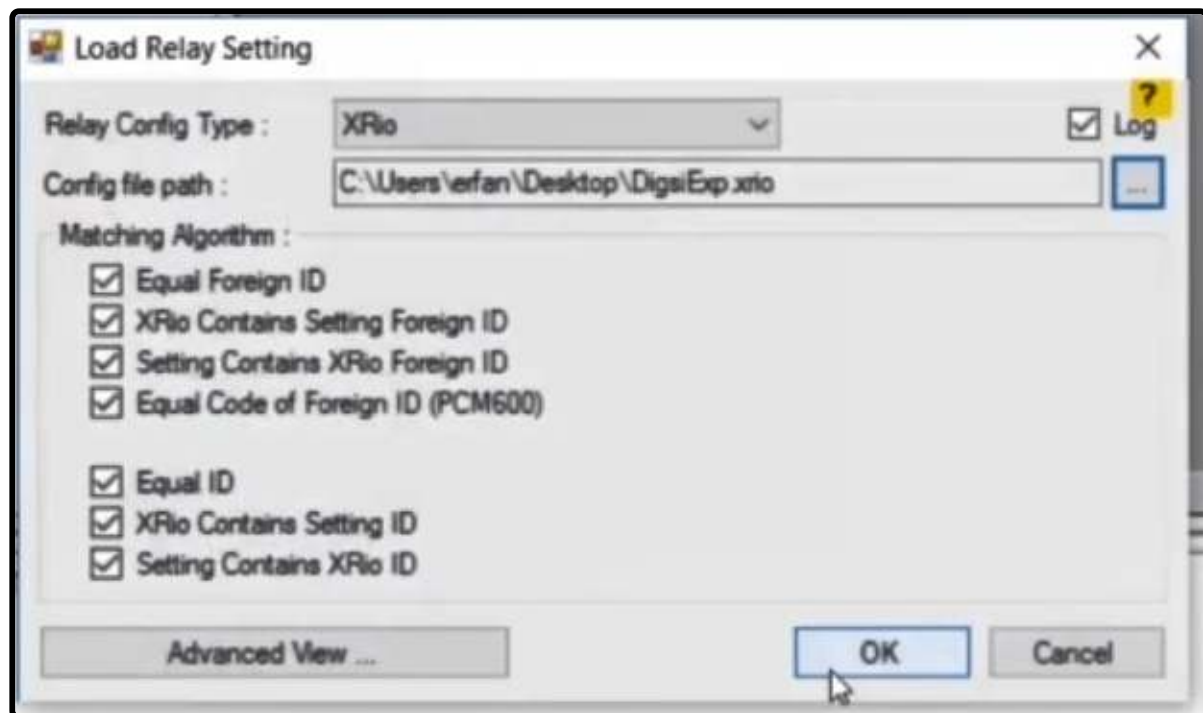 Load Relay Setting
?
Relay Config Type : XRio Log
Config file path : C:\Users\erfan\Desktop\DigsiExp.xrio ...
Matching Algorithm :
Equal Foreign ID
XRio Contains Setting Foreign ID
Setting Contains XRio Foreign ID
Equal Code of Foreign ID (PCM600)
Equal ID
XRio Contains Setting ID
Setting Contains XRio ID
Advanced View ... OK Cancel